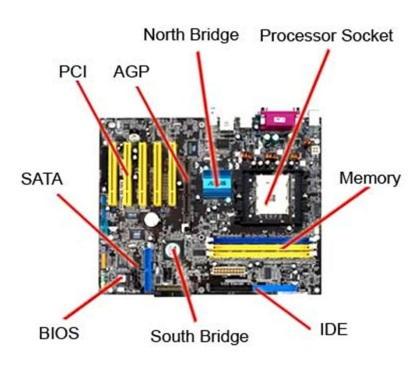 North Bridge
Processor Socket
PCI
AGP
SATA
Memory
BIOS
South Bridge
IDE